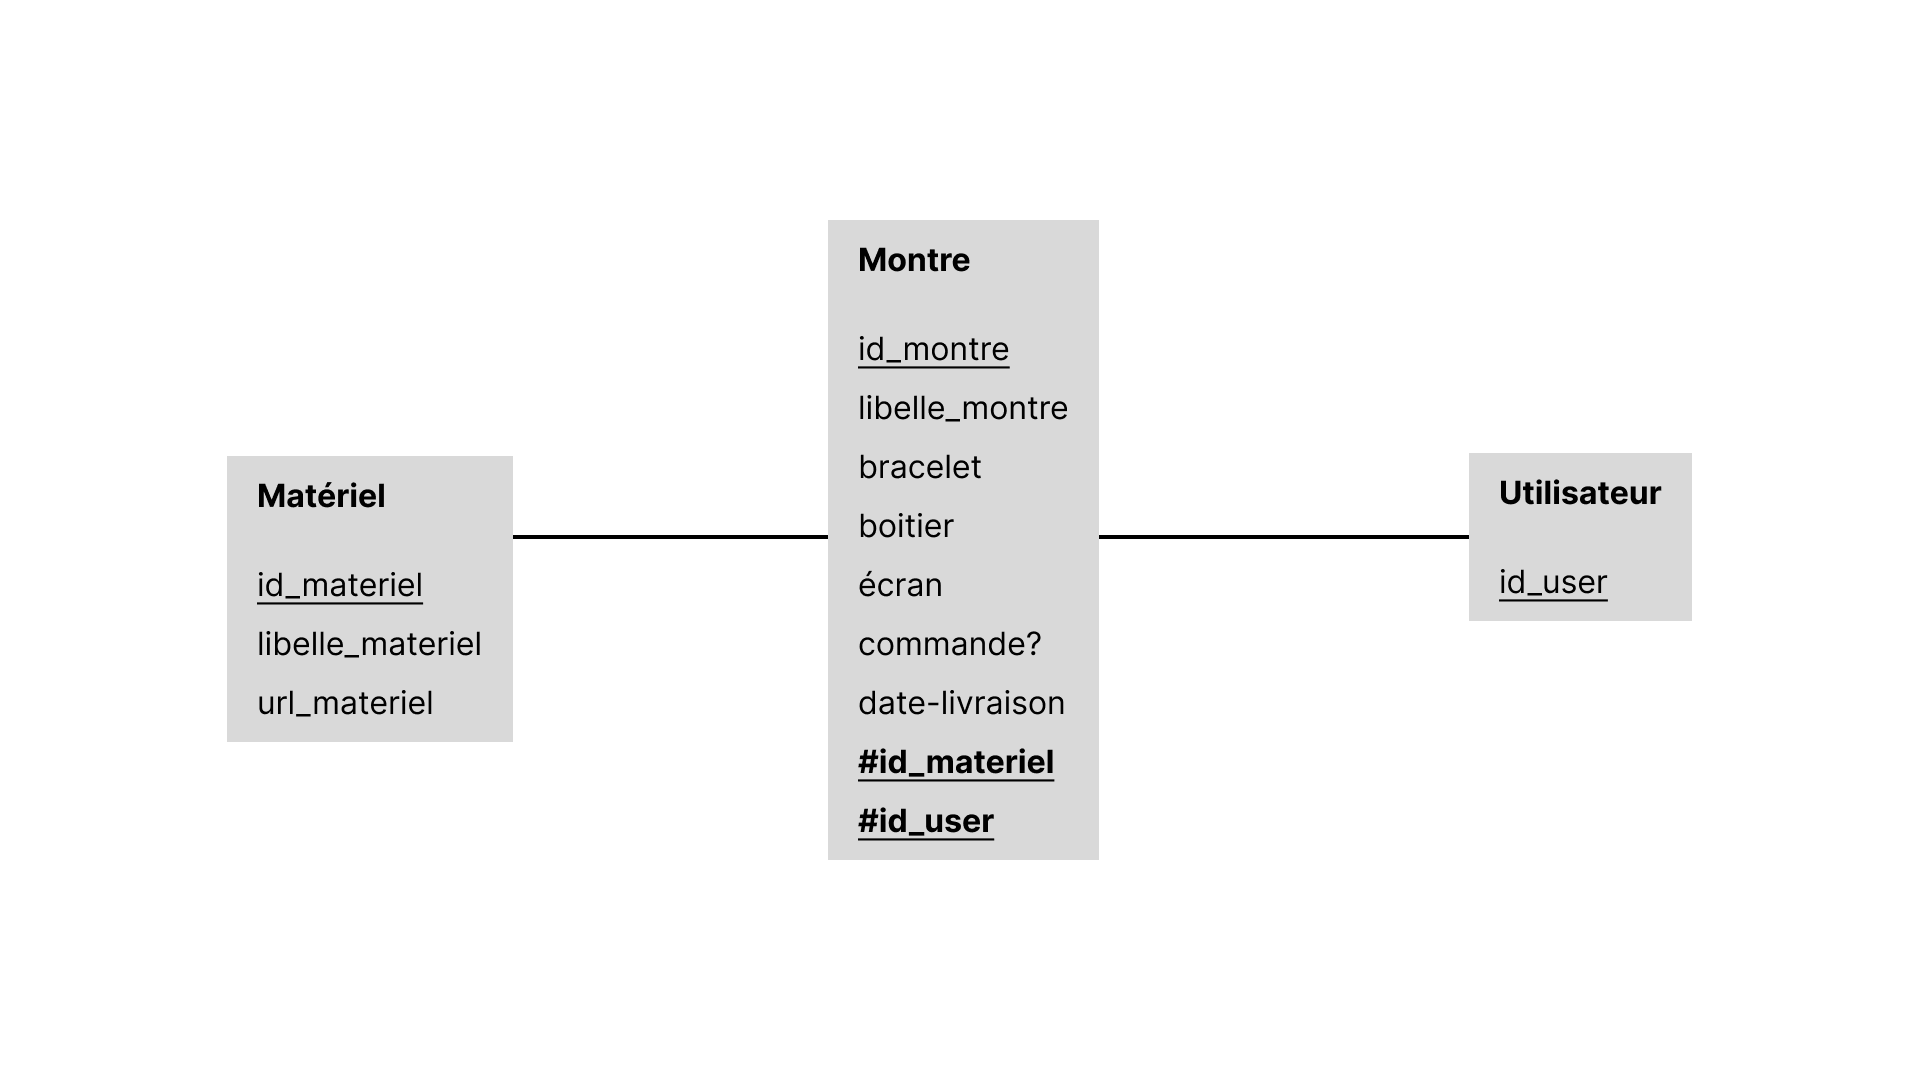 Matériel
id_materiel
libelle_materiel
url_materiel
Montre
id_montre
libelle_montre
bracelet
boitier
écran
commande?
date-livraison
#id_materiel
#id_user
Utilisateur
id_user